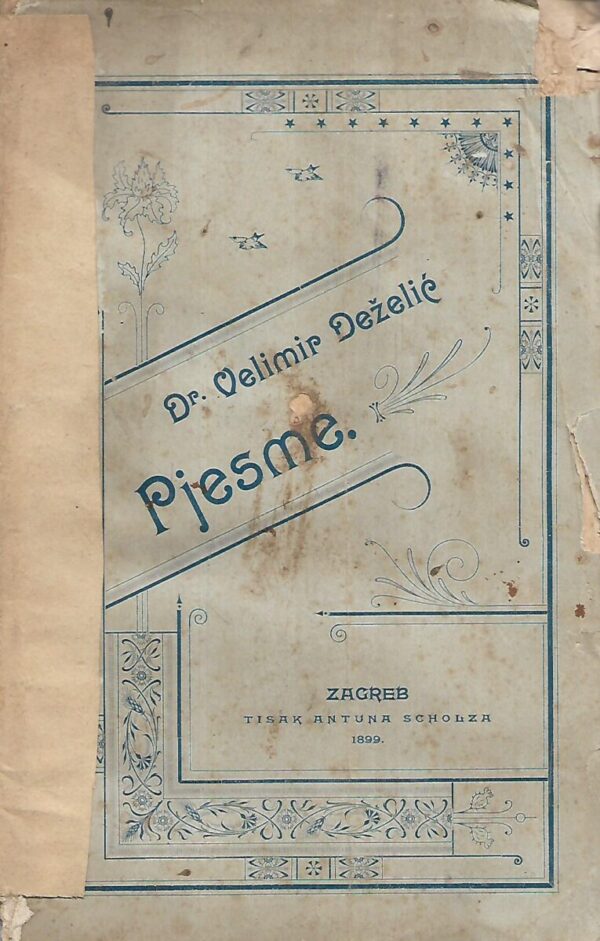 Dr. Velimir Deželić
Pjesme.
ZAGREB
TISAK ANTUNA SCHOLZA
1899.